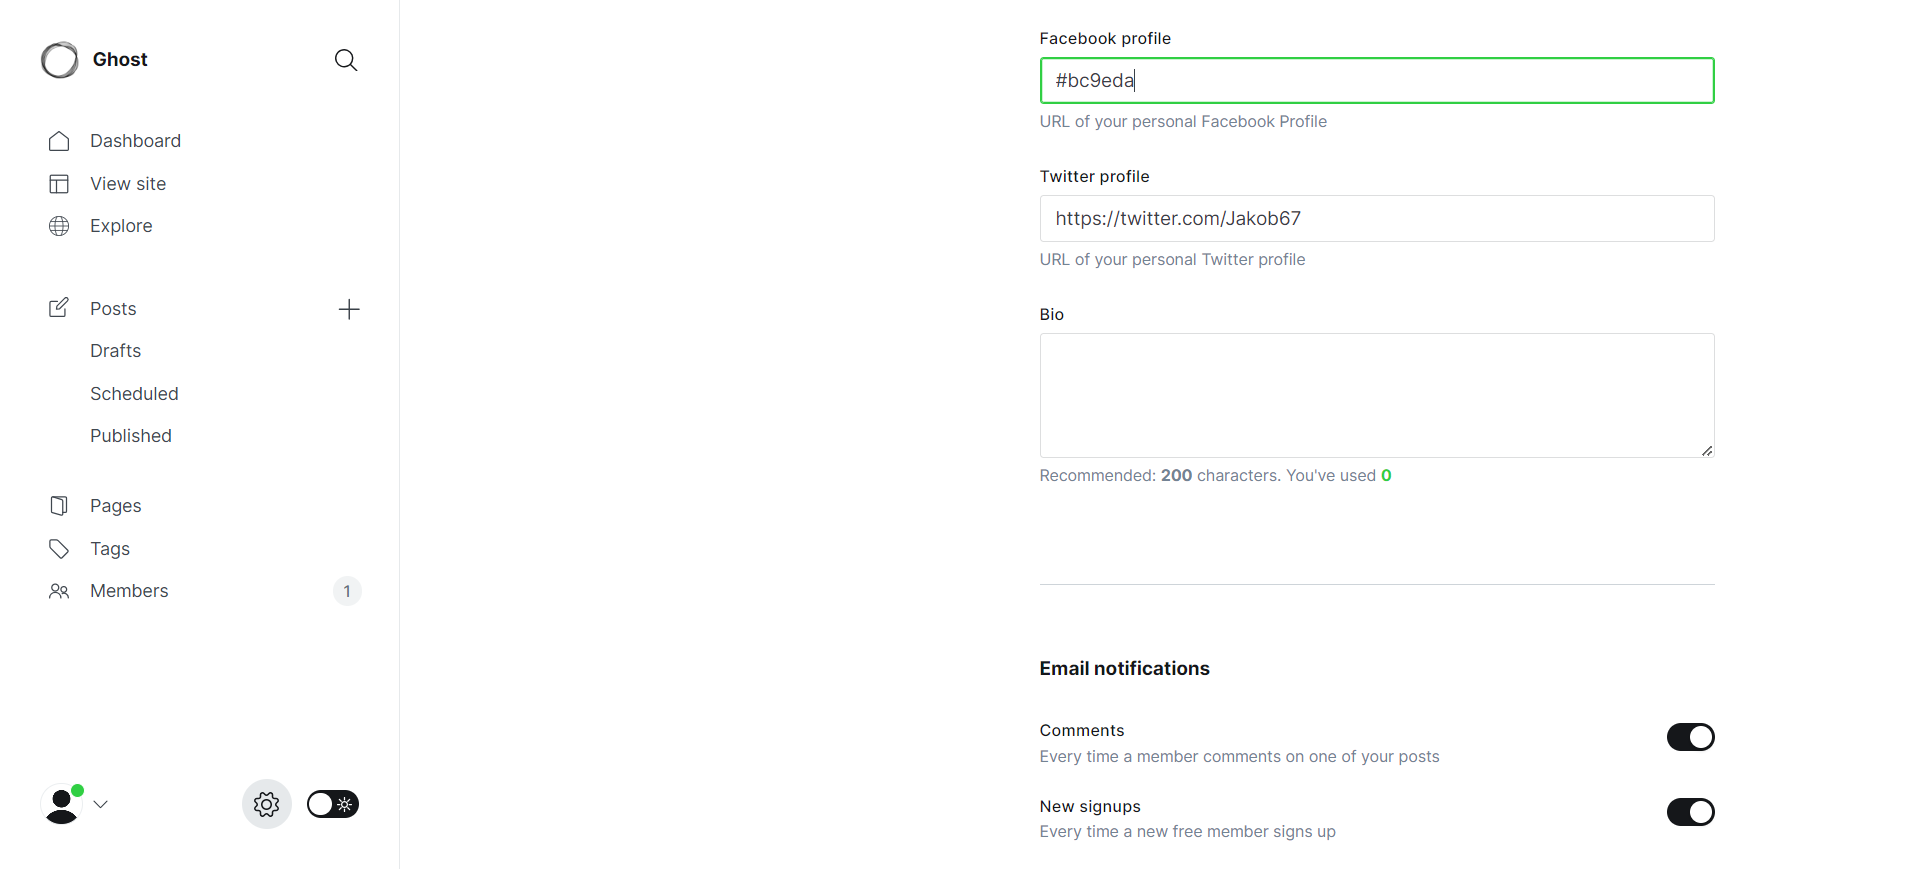 Ghost
Dashboard
View site
Explore
Posts
Drafts
Scheduled
Published
Pages
Tags
Members
1
Facebook profile
#bc9eda
URL of your personal Facebook Profile
Twitter profile
https://twitter.com/Jakob67
URL of your personal Twitter profile
Bio
Recommended: 200 characters. You've used 0
Email notifications
Comments
Every time a member comments on one of your posts
New signups
Every time a new free member signs up